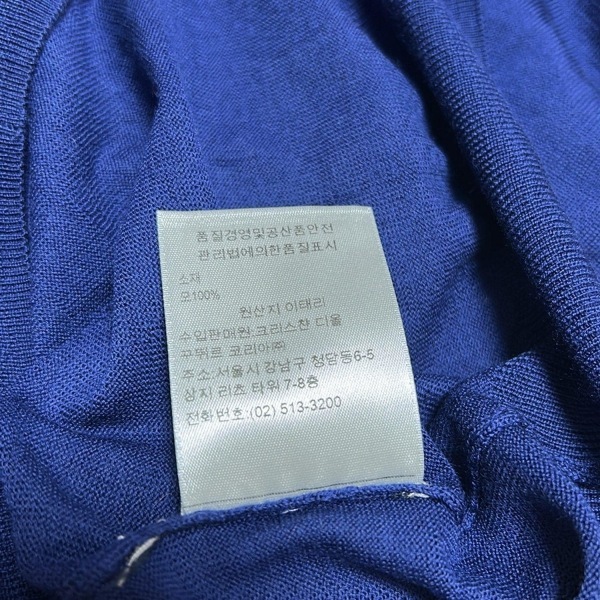 품질경영및공산품안전
관리법에의한품질표시
소재
모100%
원산지 이태리
수입판매원:크리스챤 디올
꾸뛰르 코리아㈜
주소:서울시 강남구 청담동6-5
상지 리츠 타워 7-8층
전화번호:(02) 513-3200